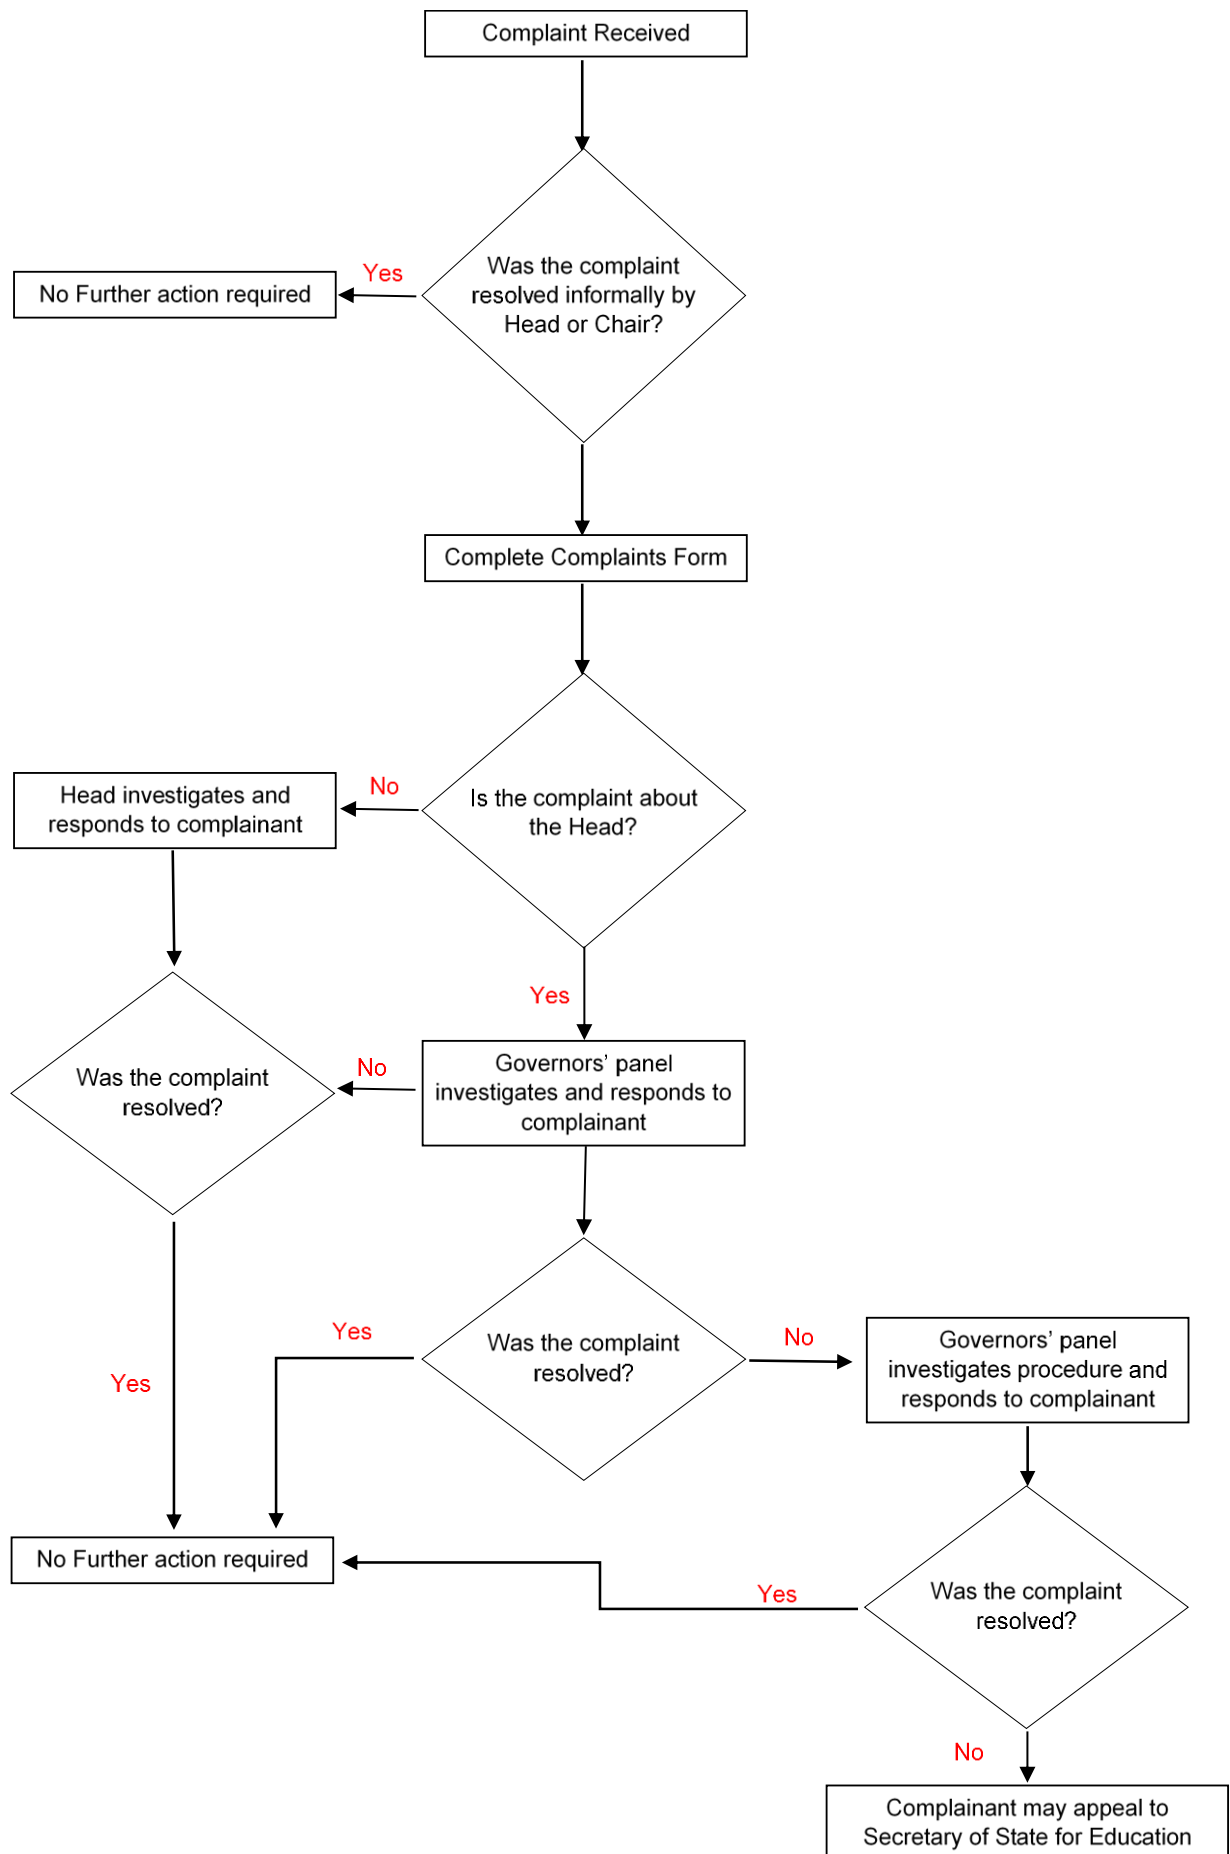 Complaint Received
Was the complaint
resolved informally by
Head or Chair?
Yes
No Further action required
Complete Complaints Form
Is the complaint about
the Head?
No
Head investigates and
responds to complainant
Yes
Governors’ panel
investigates and responds to
complainant
No
Was the complaint
resolved?
Yes
Was the complaint
resolved?
Yes
No
Governors’ panel
investigates procedure and
responds to complainant
No Further action required
Was the complaint
resolved?
Yes
No
Complainant may appeal to
Secretary of State for Education